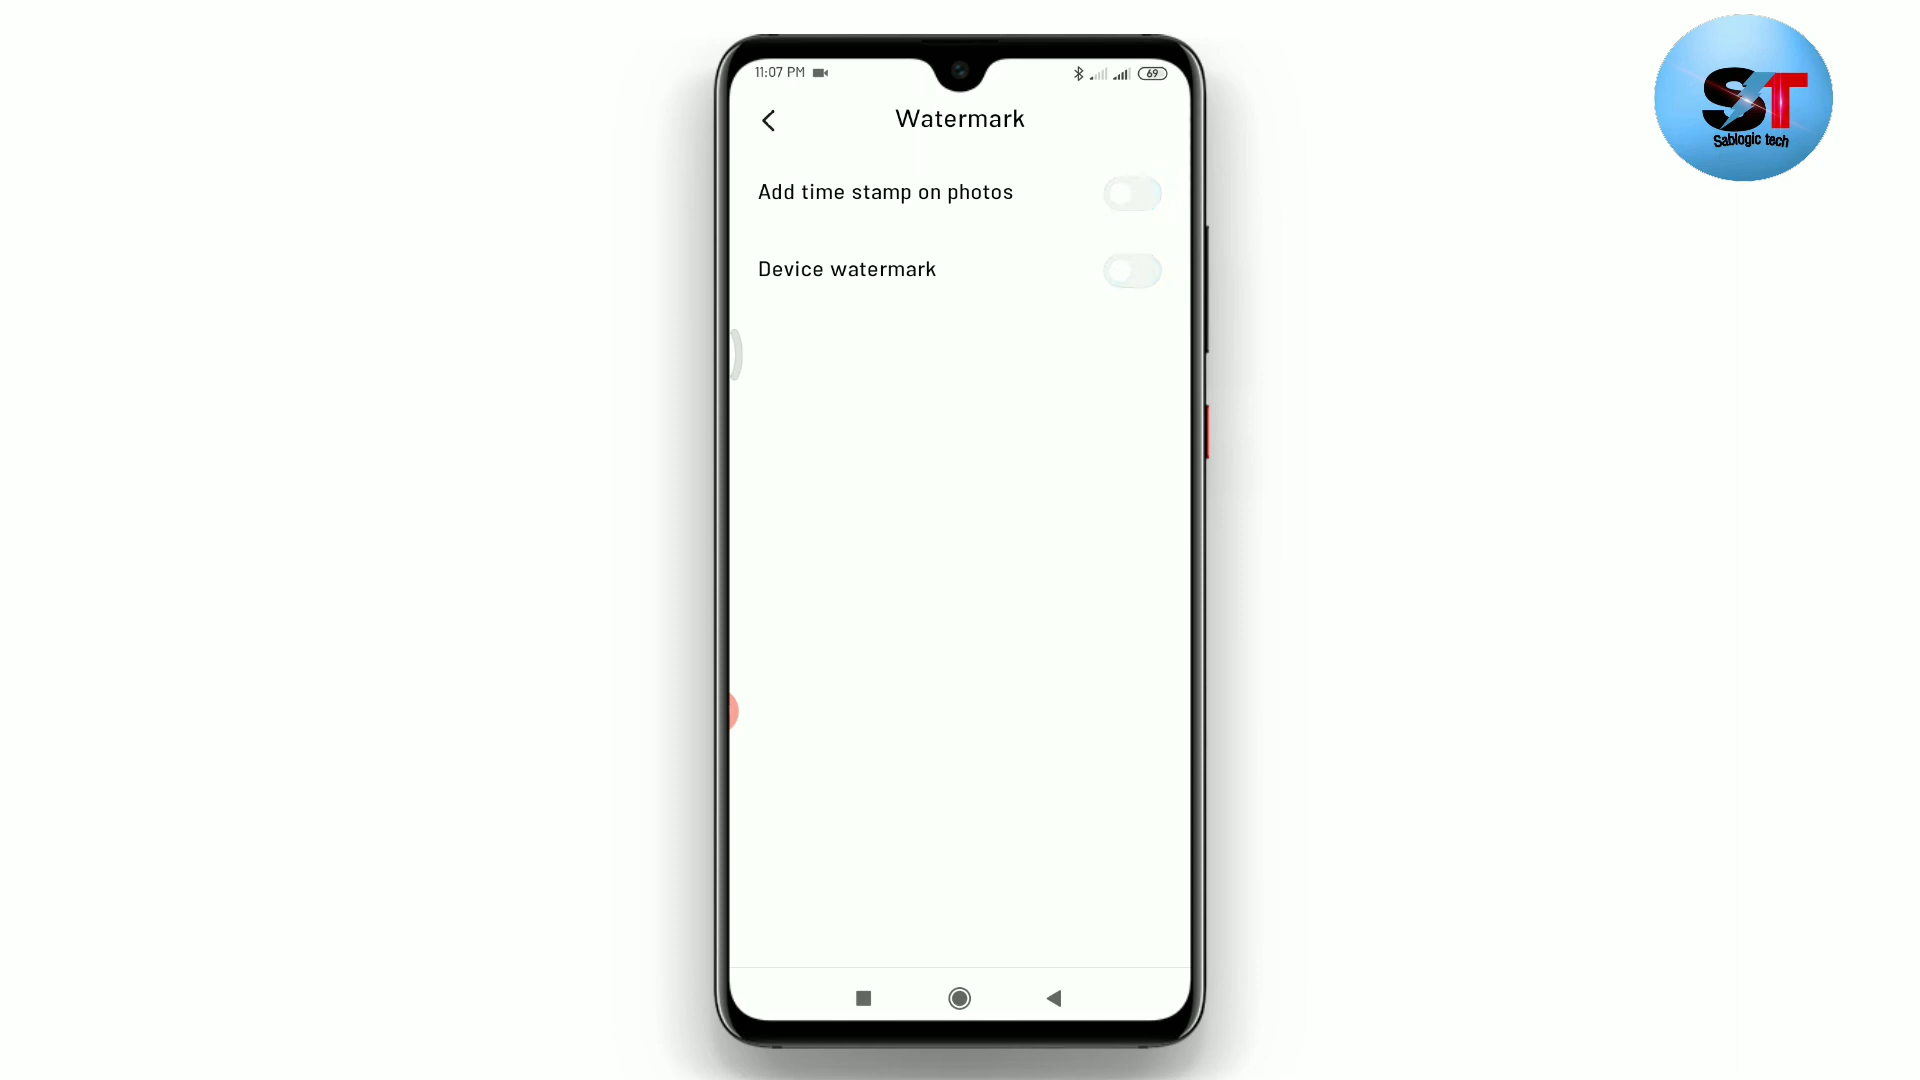 11:07 PM
69
Watermark
Add time stamp on photos
Device watermark
ST
Sablogic tech